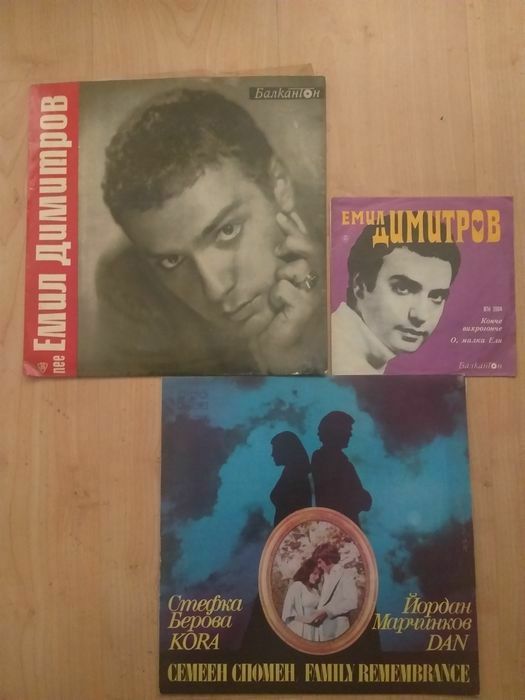 пее Емил Димитров
Балкантон
ЕМИЛ
ДИМИТРОВ
Конче
вихрогонче
О, малка Ели
Балкантон
Стефка
Берова
KORA
Йордан
Марчинков
DAN
СЕМЕЕН СПОМЕН / FAMILY REMEMBRANCE